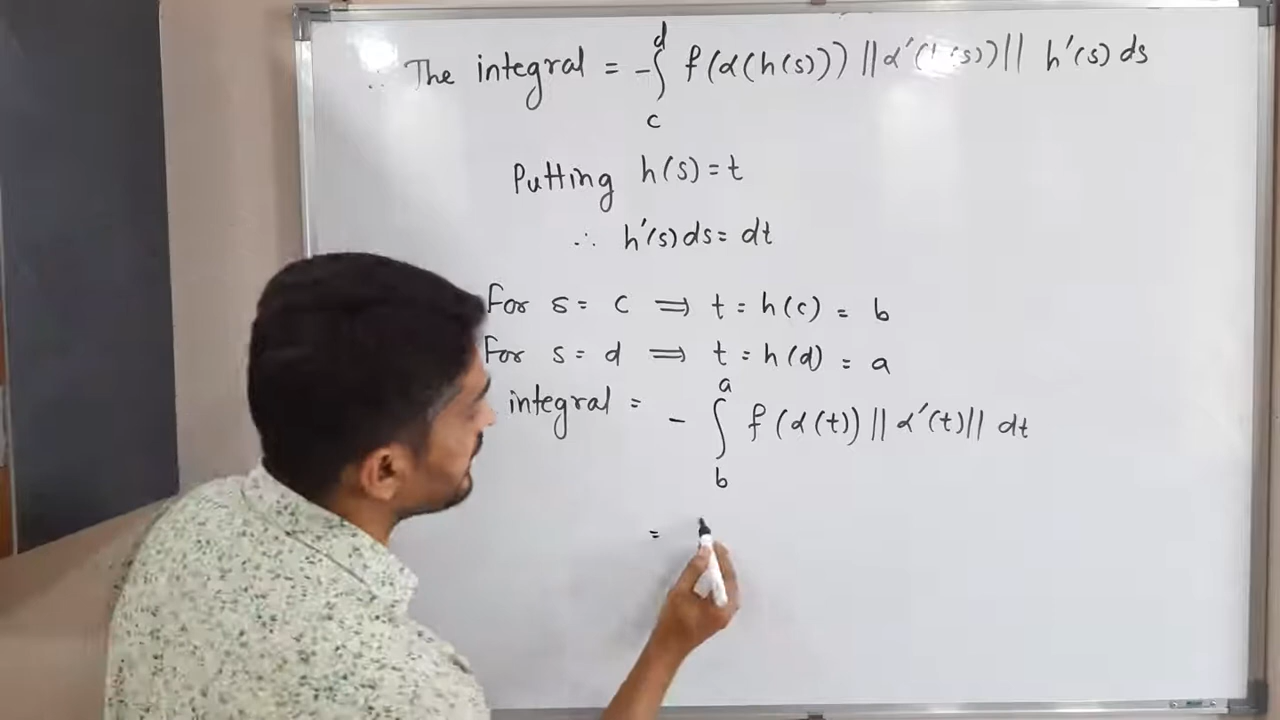 ∴ The integral = -∫_c^d f(α(h(s))) ||α'(h(s))|| h'(s) ds
Putting h(s) = t
∴ h'(s) ds = dt
For s = c ⟹ t = h(c) = b
For s = d ⟹ t = h(d) = a
integral = - ∫_b^a f(α(t)) ||α'(t)|| dt
=